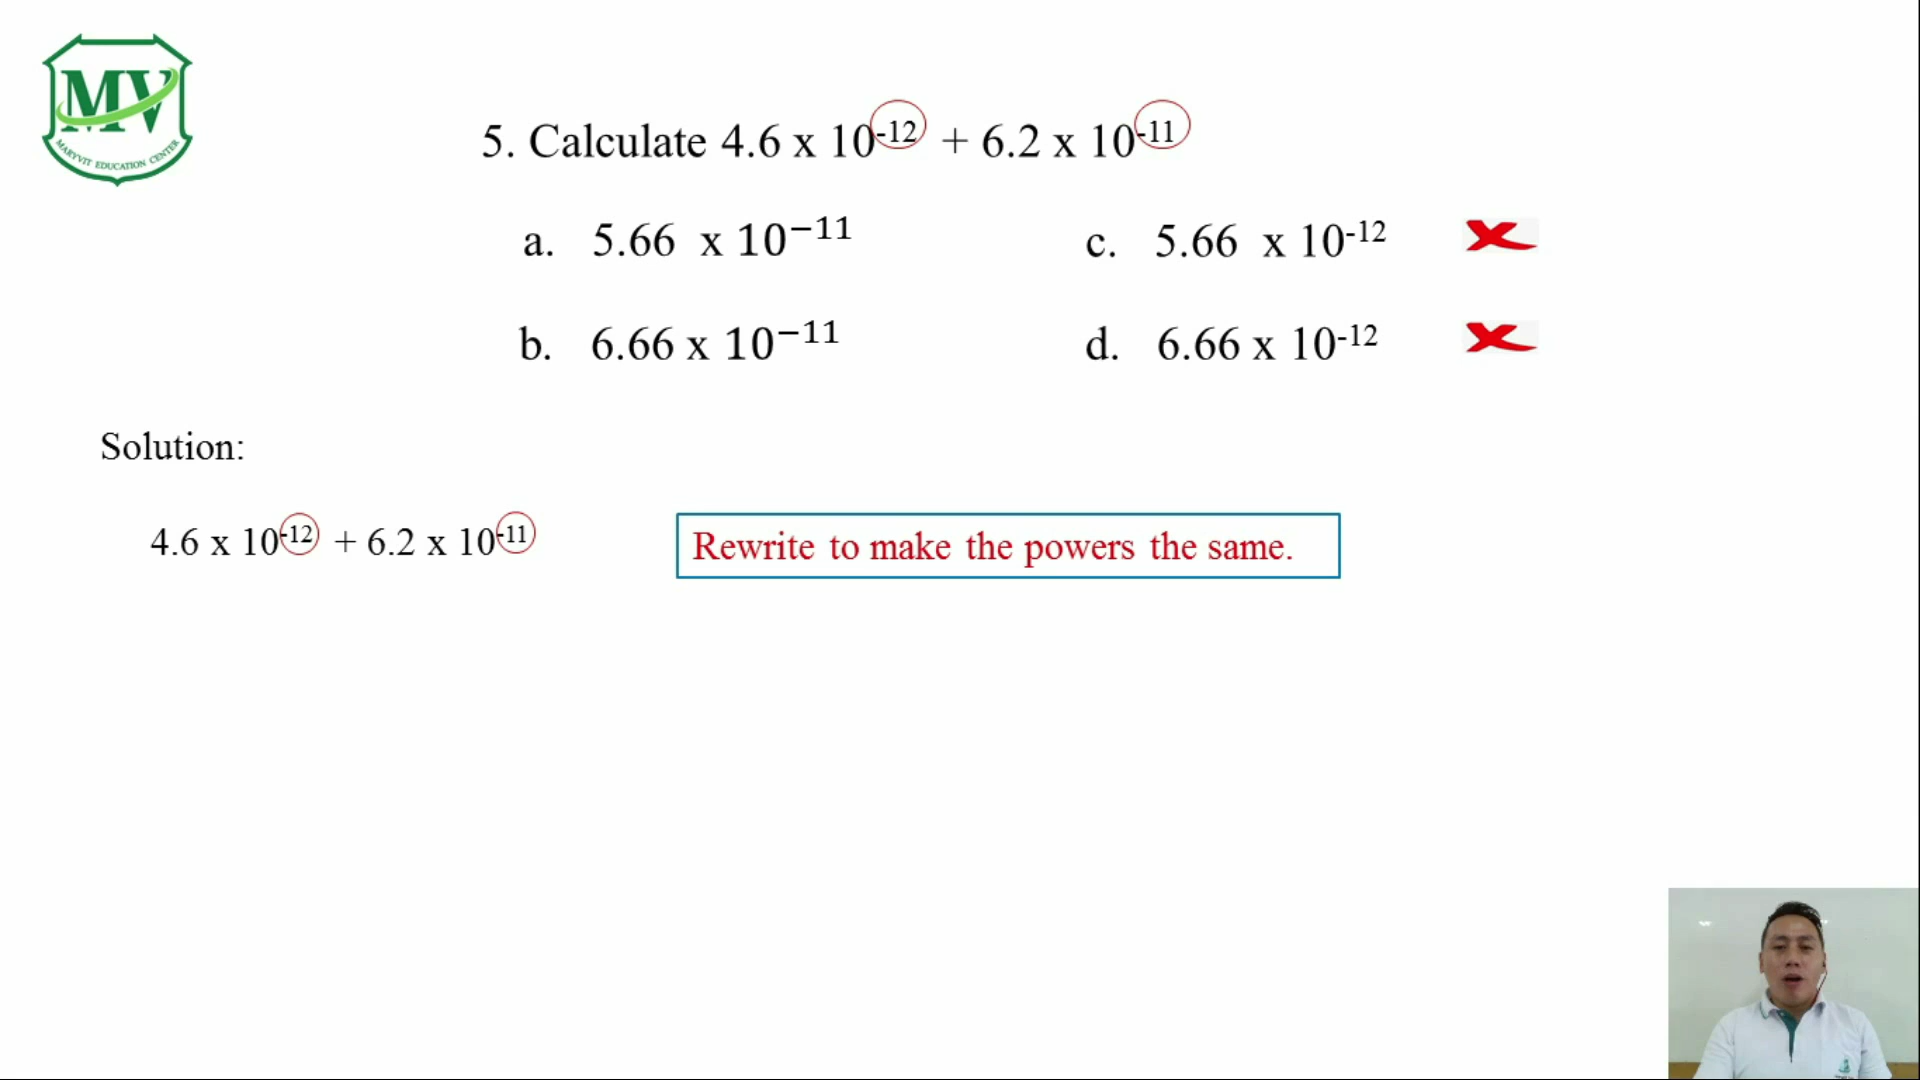 MV
MARYVIT EDUCATION CENTER
5. Calculate 4.6 x 10⁻¹² + 6.2 x 10⁻¹¹
a. 5.66 x 10⁻¹¹ c. 5.66 x 10⁻¹²
b. 6.66 x 10⁻¹¹ d. 6.66 x 10⁻¹²
Solution:
4.6 x 10⁻¹² + 6.2 x 10⁻¹¹ Rewrite to make the powers the same.